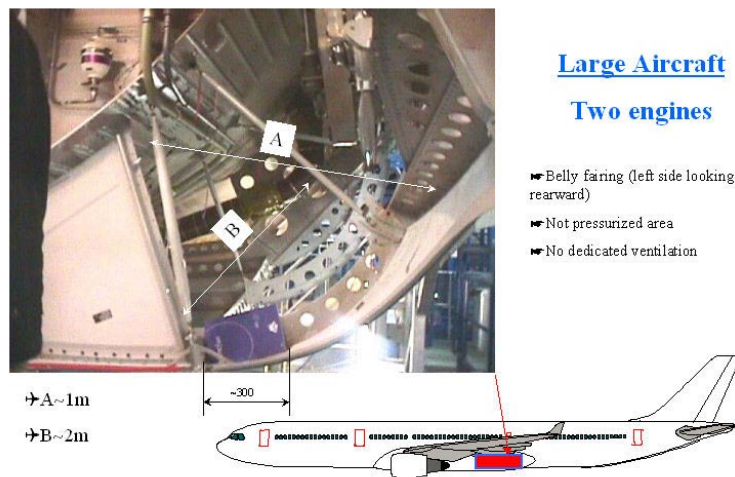 Large Aircraft
Two engines
A
B
☛Belly fairing (left side looking
rearward)
☛Not pressurized area
☛No dedicated ventilation
✈A~1m
✈B~2m
~300